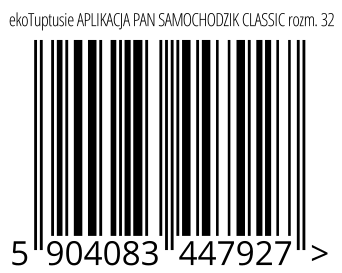 ekoTuptusie APLIKACJA PAN SAMOCHODZIK CLASSIC rozm. 32
5 904083 447927 >